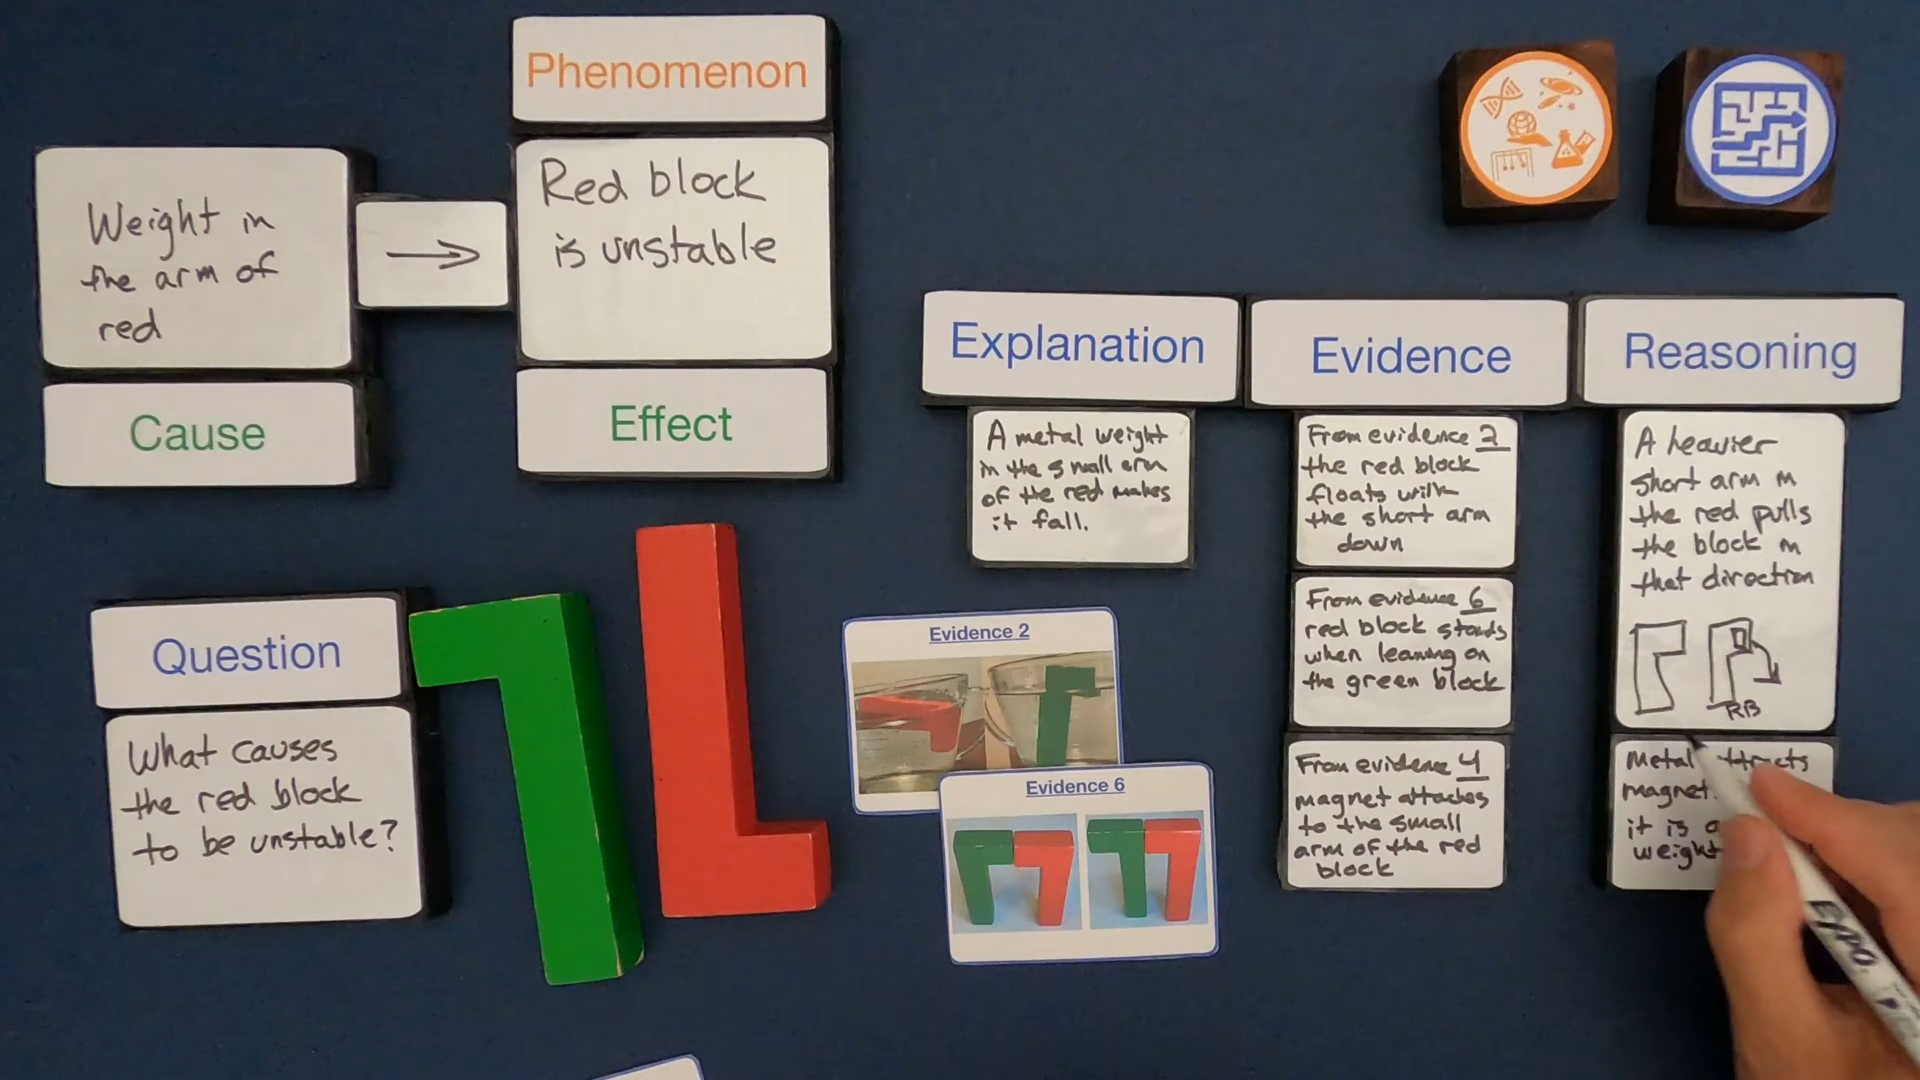 Phenomenon
Red block
is unstable
Effect
Weight in
the arm of
red
Cause
Question
What causes
the red block
to be unstable?
Explanation
A metal weight
in the small arm
of the red makes
it fall.
Evidence
From evidence 2
the red block
floats with
the short arm
down
From evidence 6
red block stands
when leaning on
the green block
From evidence 4
magnet attaches
to the small
arm of the red
block
Reasoning
A heavier
short arm in
the red pulls
the block in
that direction
RB
Metal
magnet
it is
weight
Evidence 2
Evidence 6
Expo